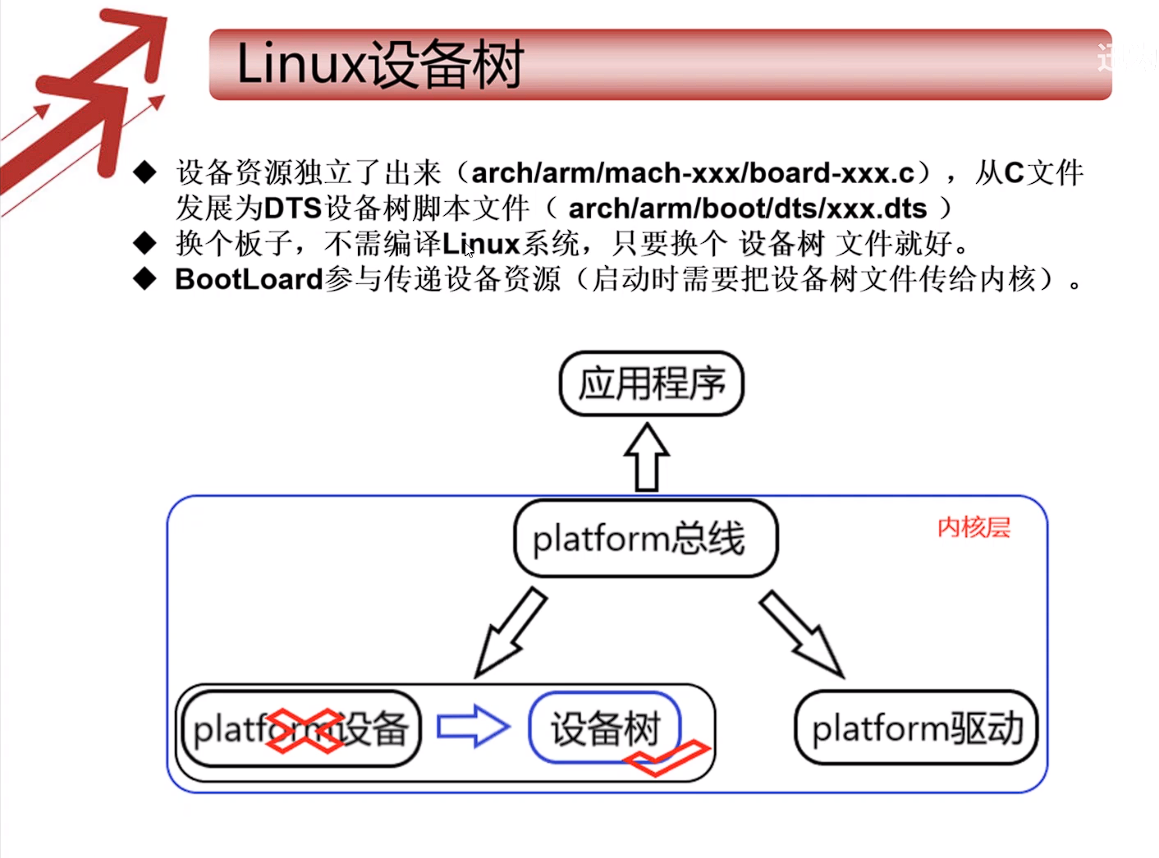 Linux设备树
◆ 设备资源独立了出来（arch/arm/mach-xxx/board-xxx.c），从C文件
发展为DTS设备树脚本文件（ arch/arm/boot/dts/xxx.dts ）
◆ 换个板子，不需编译Linux系统，只要换个 设备树 文件就好。
◆ BootLoard参与传递设备资源（启动时需要把设备树文件传给内核）。
应用程序
platform总线
内核层
platform设备
设备树
platform驱动